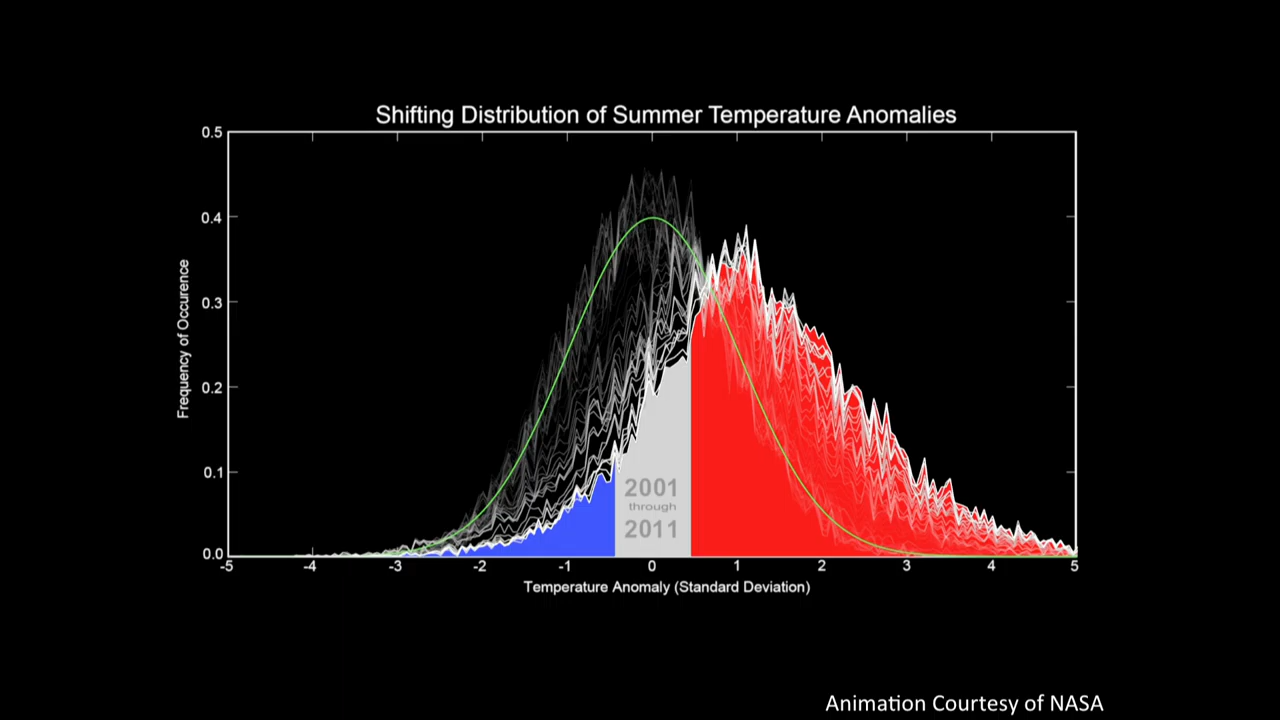 Shifting Distribution of Summer Temperature Anomalies
0.5
0.4
0.3
0.2
0.1
0.0
Frequency of Occurence
2001
through
2011
-5 -4 -3 -2 -1 0 1 2 3 4 5
Temperature Anomaly (Standard Deviation)
Animation Courtesy of NASA